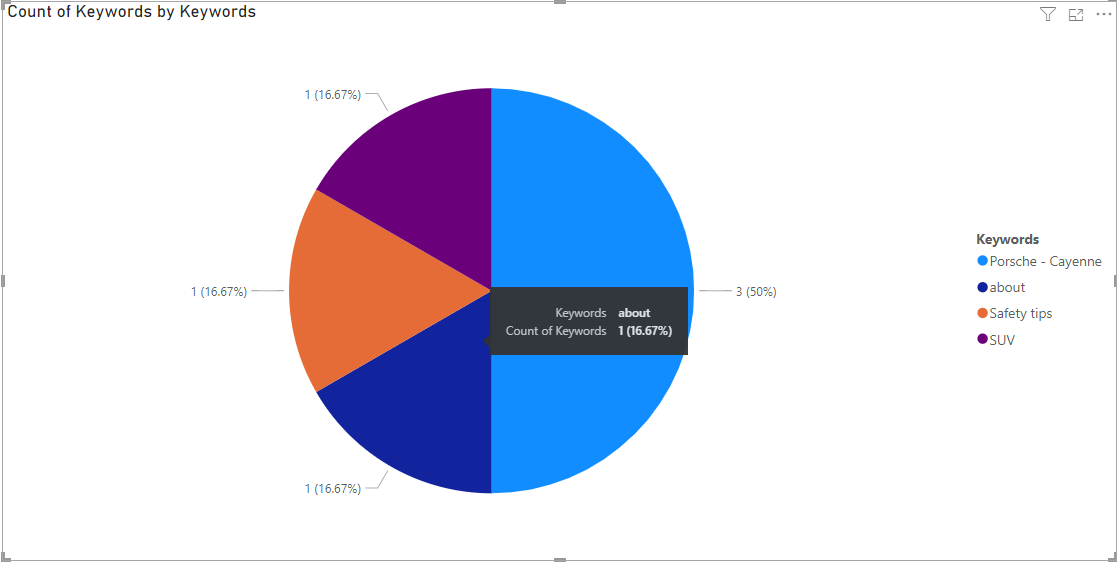 Count of Keywords by Keywords
1 (16.67%)
1 (16.67%)
3 (50%)
Keywords about
Count of Keywords 1 (16.67%)
1 (16.67%)
Keywords
Porsche - Cayenne
about
Safety tips
SUV